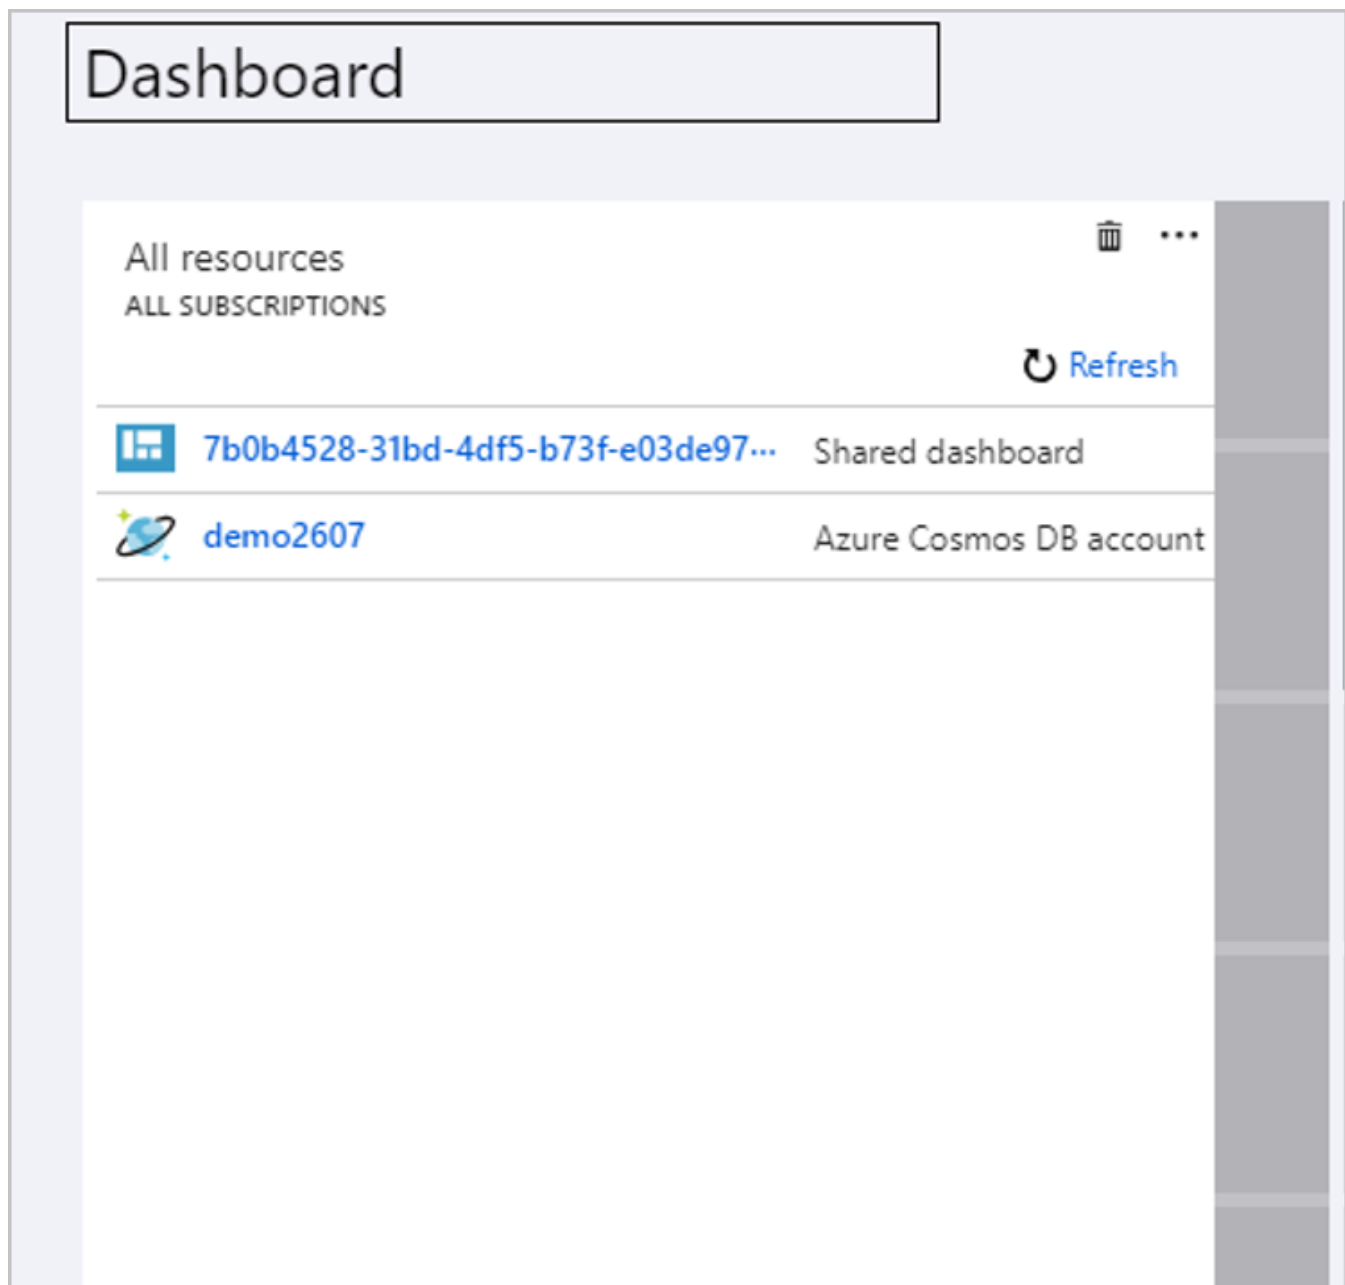 Dashboard
All resources
ALL SUBSCRIPTIONS
Refresh
7b0b4528-31bd-4df5-b73f-e03de97... Shared dashboard
demo2607 Azure Cosmos DB account